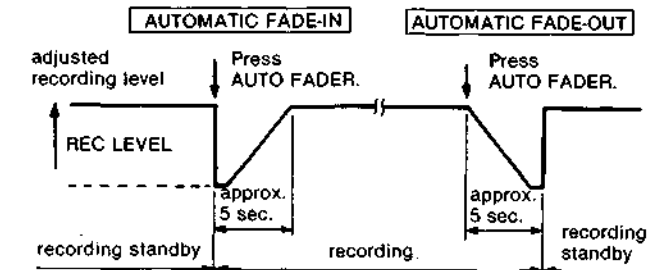 AUTOMATIC FADE-IN
AUTOMATIC FADE-OUT
adjusted
recording level
Press
AUTO FADER.
Press
AUTO FADER.
REC LEVEL
approx.
5 sec.
approx.
5 sec.
recording standby
recording
recording
standby